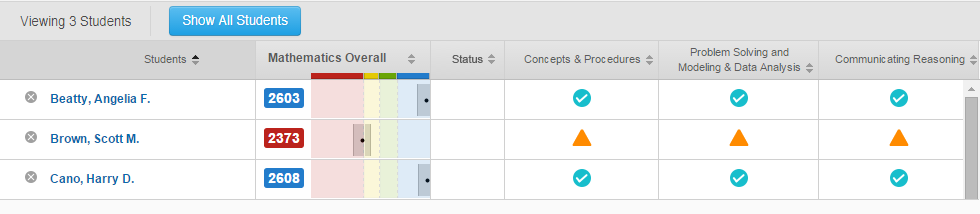 Viewing 3 Students
Show All Students
Students
Mathematics Overall
Status
Concepts & Procedures
Problem Solving and
Modeling & Data Analysis
Communicating Reasoning
Beatty, Angelia F.
2603
Brown, Scott M.
2373
Cano, Harry D.
2608